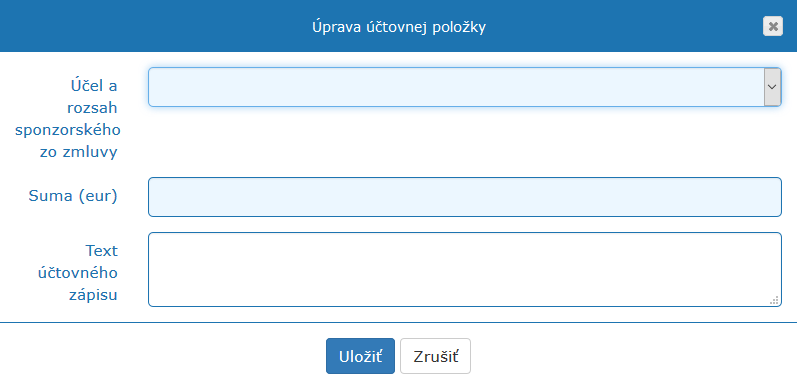 Úprava účtovnej položky
Účel a
rozsah
sponzorského
zo zmluvy
Suma (eur)
Text
účtovného
zápisu
Uložiť
Zrušiť